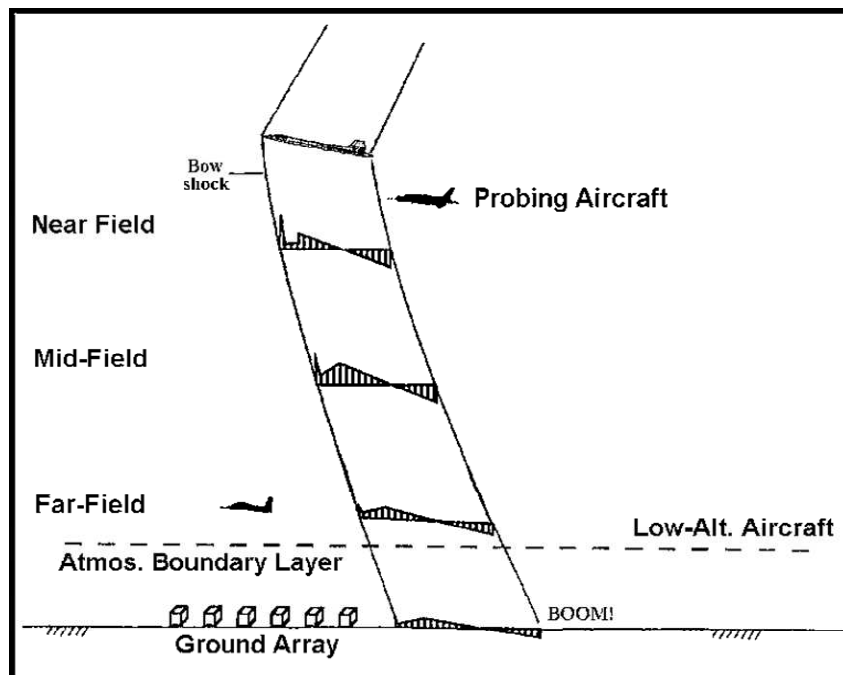 Bow
shock
Probing Aircraft
Near Field
Mid-Field
Far-Field
Low-Alt. Aircraft
Atmos. Boundary Layer
BOOM!
Ground Array